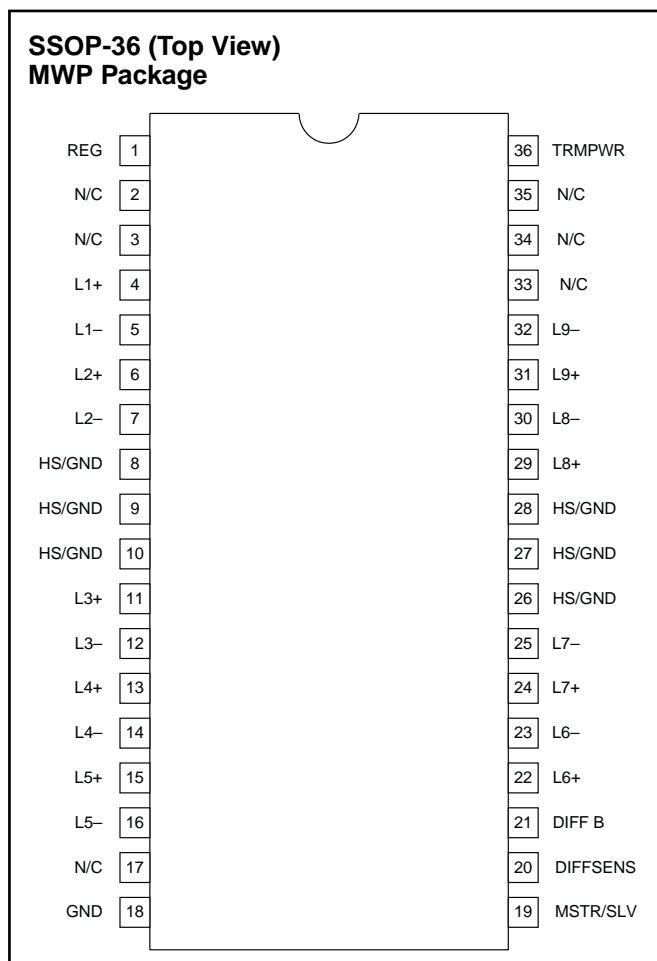 SSOP-36 (Top View)
MWP Package
REG 1 36 TRMPWR
N/C 2 35 N/C
N/C 3 34 N/C
L1+ 4 33 N/C
L1– 5 32 L9–
L2+ 6 31 L9+
L2– 7 30 L8–
HS/GND 8 29 L8+
HS/GND 9 28 HS/GND
HS/GND 10 27 HS/GND
L3+ 11 26 HS/GND
L3– 12 25 L7–
L4+ 13 24 L7+
L4– 14 23 L6–
L5+ 15 22 L6+
L5– 16 21 DIFF B
N/C 17 20 DIFFSENS
GND 18 19 MSTR/SLV